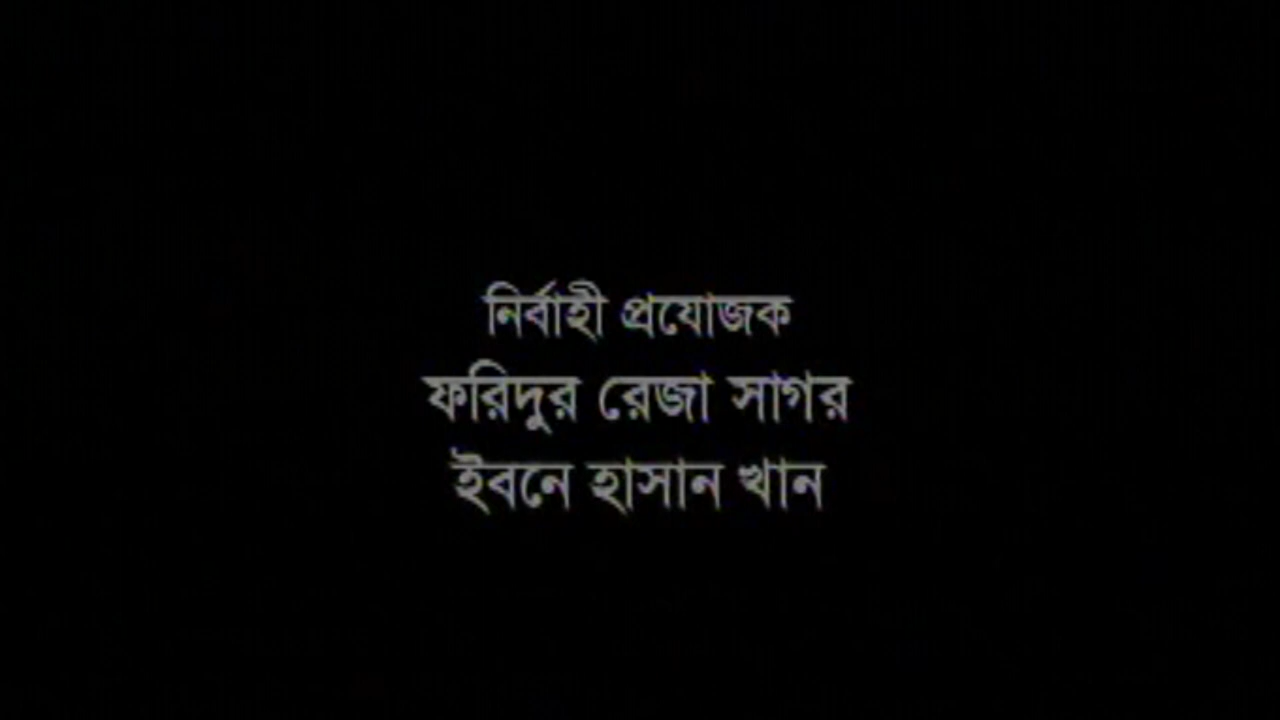 নির্বাহী প্রযোজক
ফরিদুর রেজা সাগর
ইবনে হাসান খান